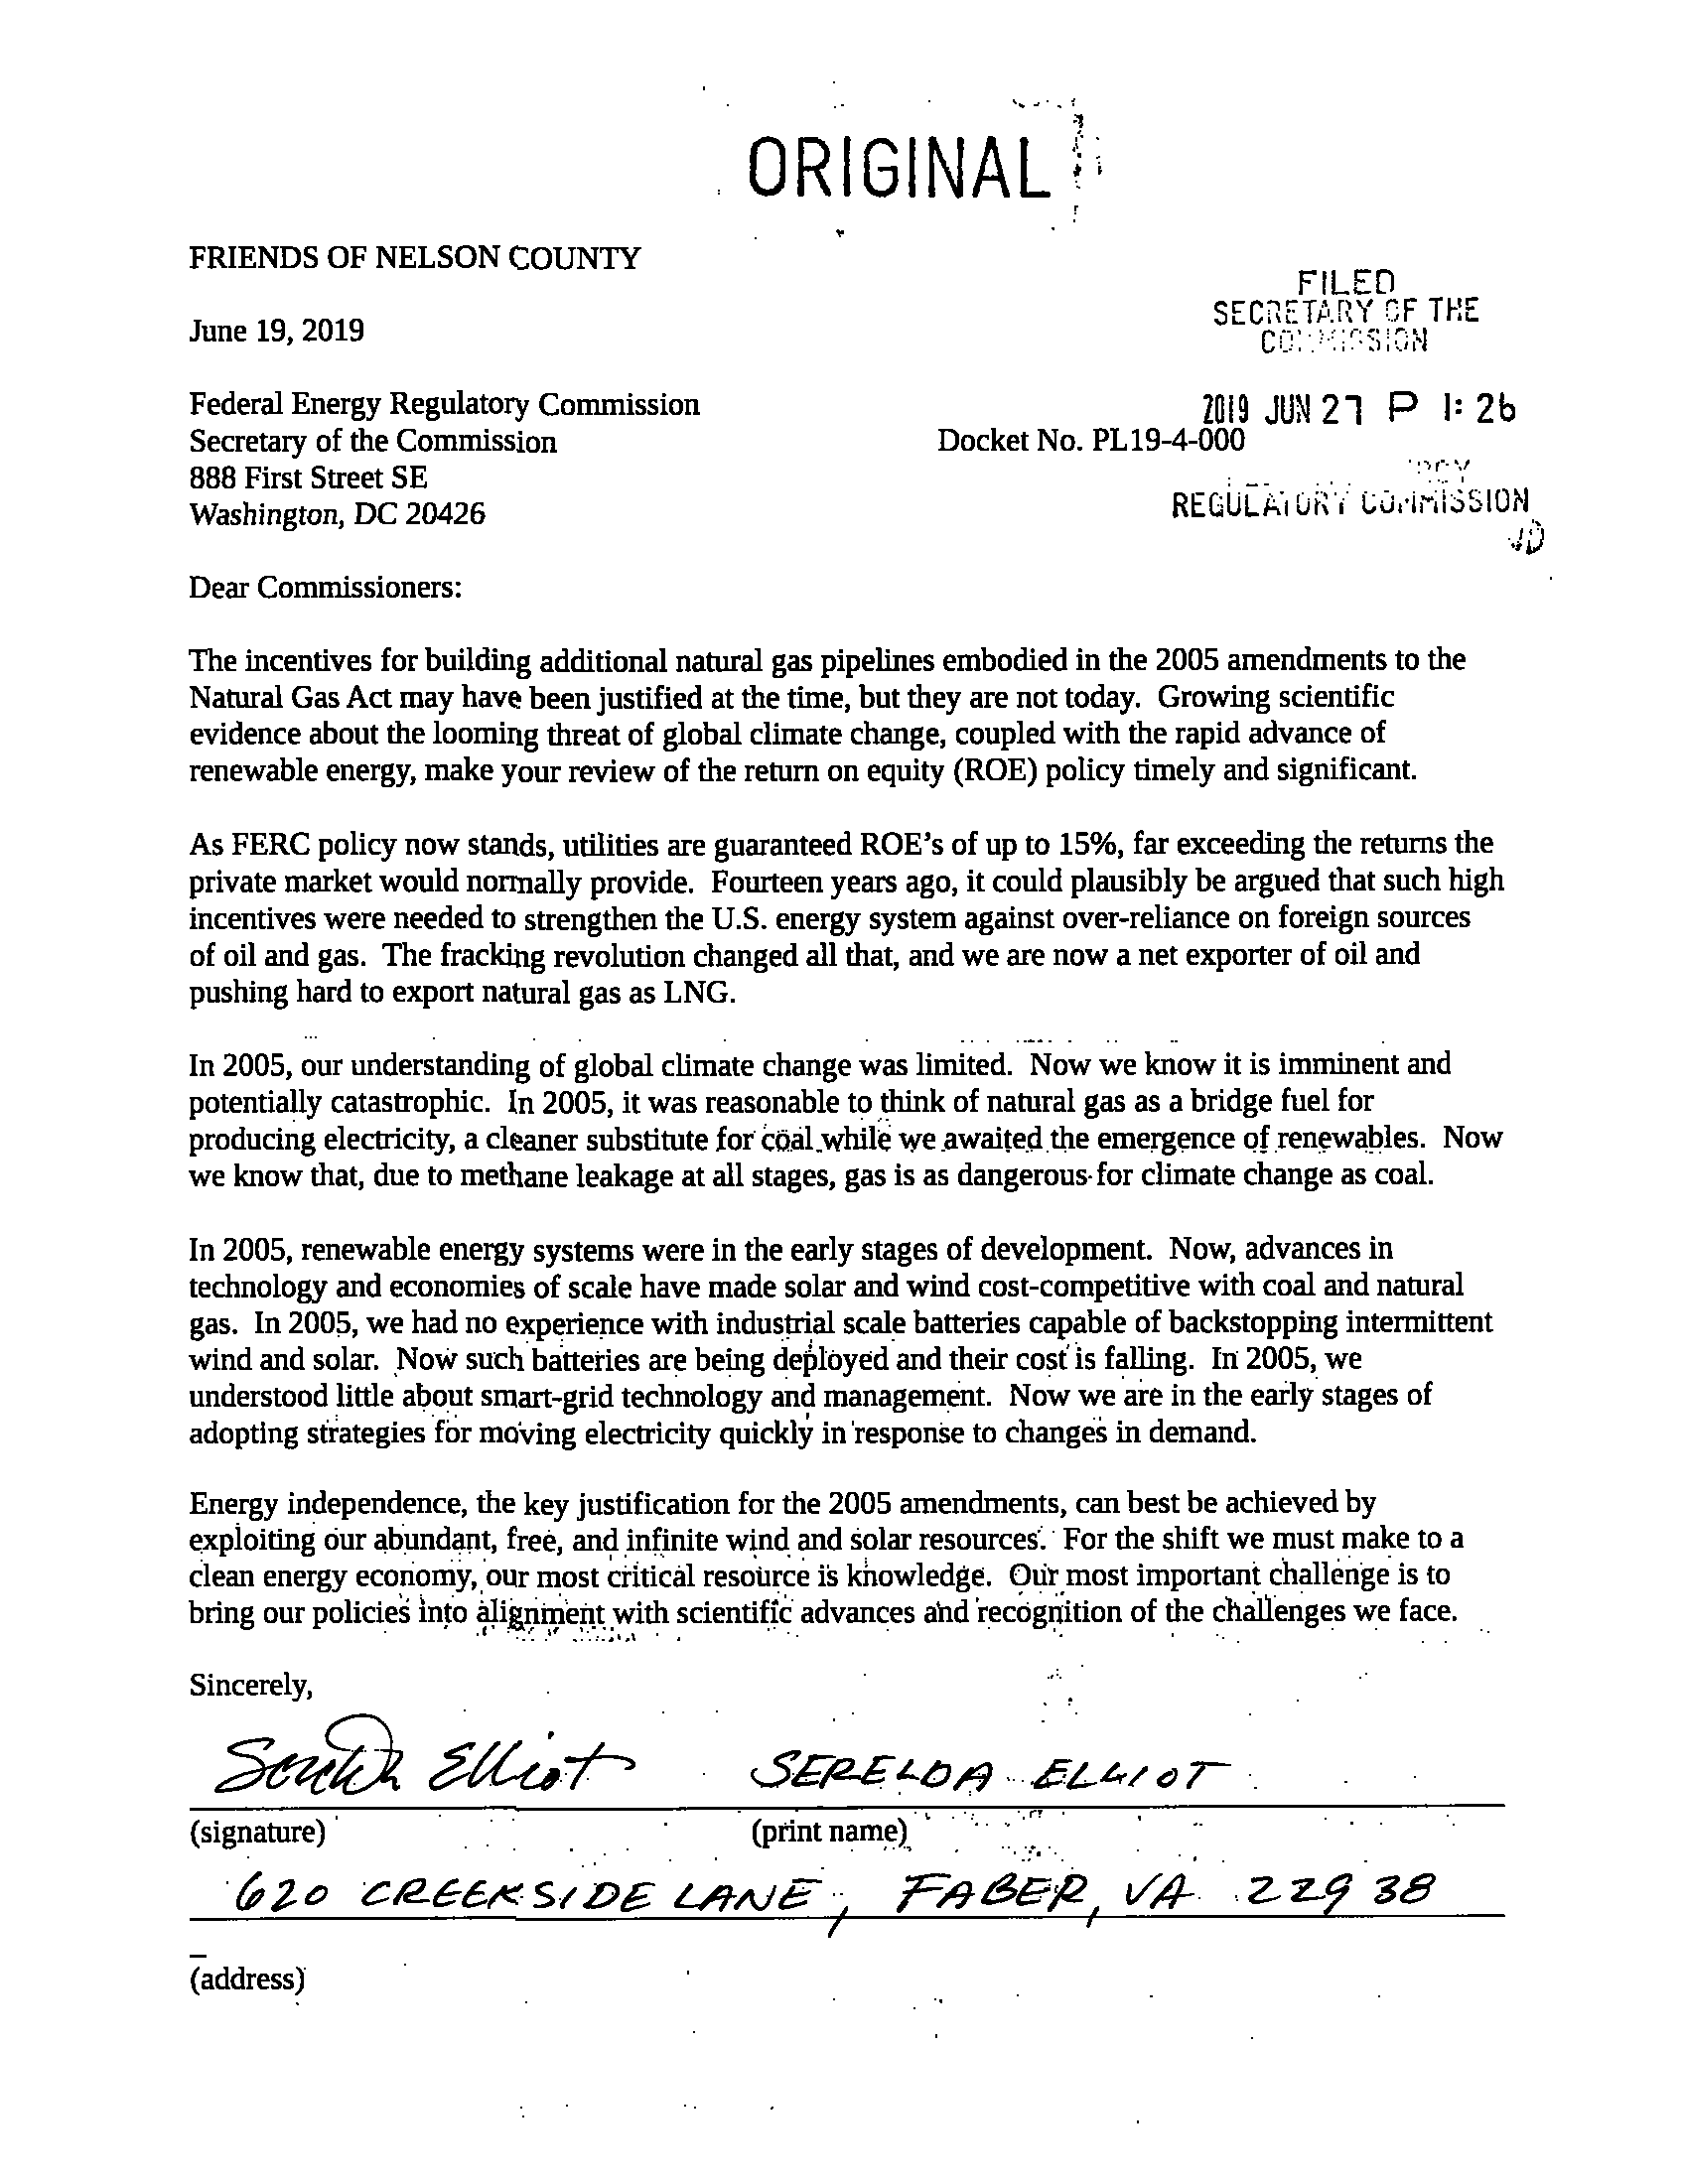 ORIGINAL
FRIENDS OF NELSON COUNTY
FILED
SECRETARY OF THE
COMMISSION
June 19, 2019
Federal Energy Regulatory Commission
2019 JUN 27 P 1: 26
Secretary of the Commission
Docket No. PL19-4-000
888 First Street SE
Washington, DC 20426
REGULATORY COMMISSION
Dear Commissioners:
The incentives for building additional natural gas pipelines embodied in the 2005 amendments to the
Natural Gas Act may have been justified at the time, but they are not today. Growing scientific
evidence about the looming threat of global climate change, coupled with the rapid advance of
renewable energy, make your review of the return on equity (ROE) policy timely and significant.
As FERC policy now stands, utilities are guaranteed ROE's of up to 15%, far exceeding the returns the
private market would normally provide. Fourteen years ago, it could plausibly be argued that such high
incentives were needed to strengthen the U.S. energy system against over-reliance on foreign sources
of oil and gas. The fracking revolution changed all that, and we are now a net exporter of oil and
pushing hard to export natural gas as LNG.
In 2005, our understanding of global climate change was limited. Now we know it is imminent and
potentially catastrophic. In 2005, it was reasonable to think of natural gas as a bridge fuel for
producing electricity, a cleaner substitute for coal while we awaited the emergence of renewables. Now
we know that, due to methane leakage at all stages, gas is as dangerous for climate change as coal.
In 2005, renewable energy systems were in the early stages of development. Now, advances in
technology and economies of scale have made solar and wind cost-competitive with coal and natural
gas. In 2005, we had no experience with industrial scale batteries capable of backstopping intermittent
wind and solar. Now such batteries are being deployed and their cost is falling. In 2005, we
understood little about smart-grid technology and management. Now we are in the early stages of
adopting strategies for moving electricity quickly in response to changes in demand.
Energy independence, the key justification for the 2005 amendments, can best be achieved by
exploiting our abundant, free, and infinite wind and solar resources. For the shift we must make to a
clean energy economy, our most critical resource is knowledge. Our most important challenge is to
bring our policies into alignment with scientific advances and recognition of the challenges we face.
Sincerely,
Elliot SERELDA ELLIOT
(signature) (print name)
620 CREEKSIDE LANE, FABER, VA 22938
(address)